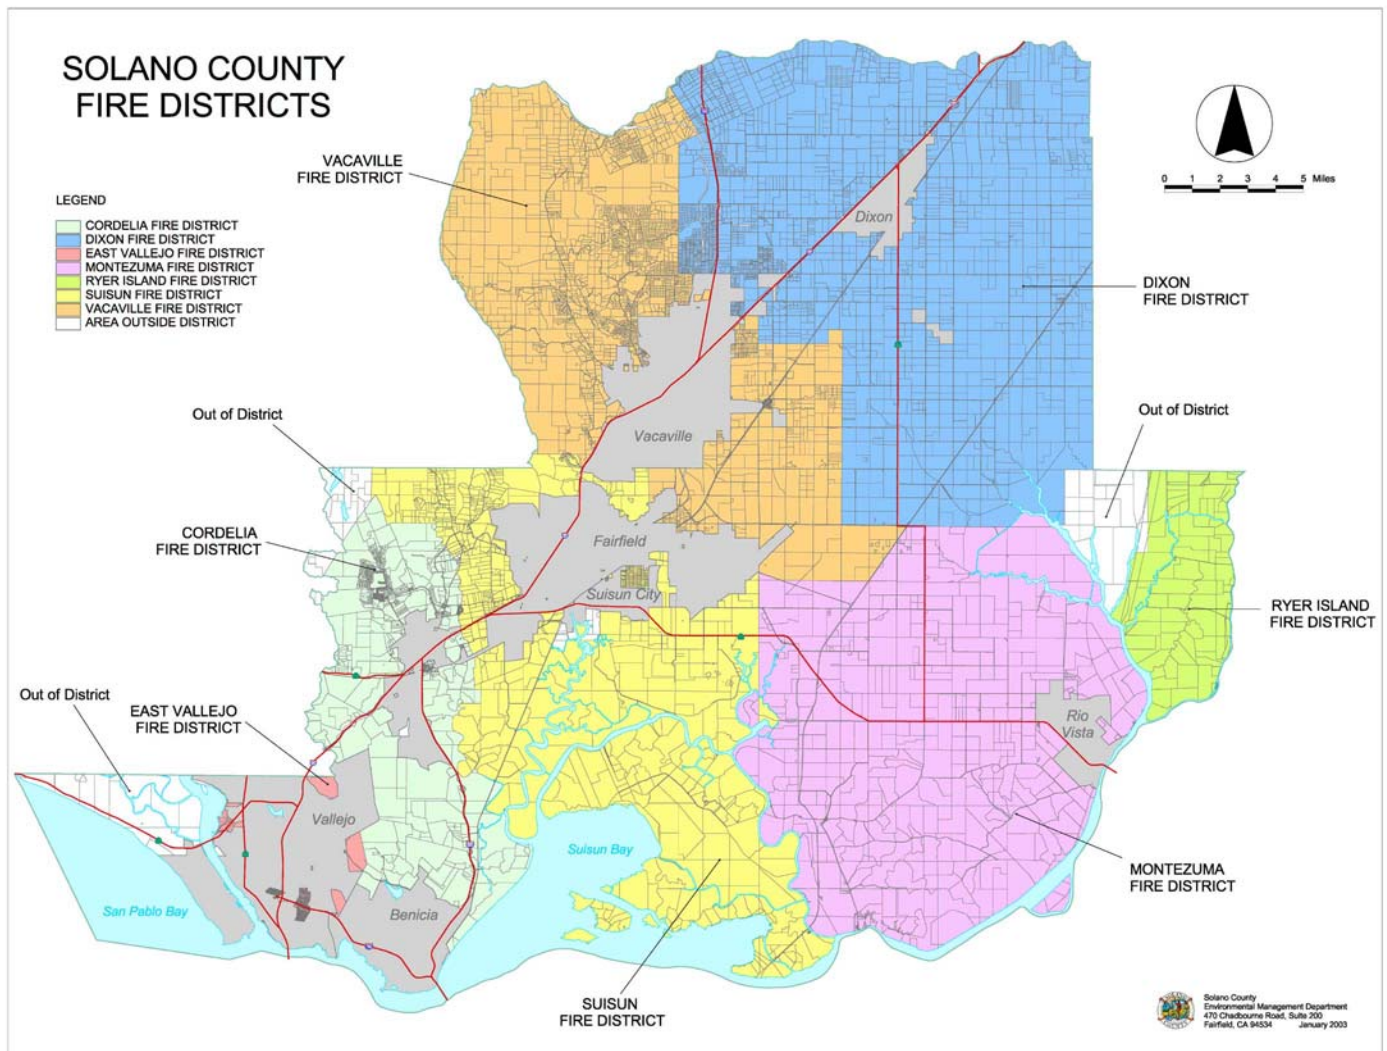 SOLANO COUNTY
FIRE DISTRICTS
LEGEND
CORDELIA FIRE DISTRICT
DIXON FIRE DISTRICT
EAST VALLEJO FIRE DISTRICT
MONTEZUMA FIRE DISTRICT
RYER ISLAND FIRE DISTRICT
SUISUN FIRE DISTRICT
VACAVILLE FIRE DISTRICT
AREA OUTSIDE DISTRICT
VACAVILLE
FIRE DISTRICT
0 1 2 3 4 5 Miles
Dixon
DIXON
FIRE DISTRICT
Out of District
Vacaville
Out of District
CORDELIA
FIRE DISTRICT
Fairfield
Suisun City
RYER ISLAND
FIRE DISTRICT
Out of District
EAST VALLEJO
FIRE DISTRICT
Rio
Vista
Vallejo
Suisun Bay
San Pablo Bay
Benicia
MONTEZUMA
FIRE DISTRICT
SUISUN
FIRE DISTRICT
Solano County
Environmental Management Department
470 Chadbourne Road, Suite 200
Fairfield, CA 94534 January 2003